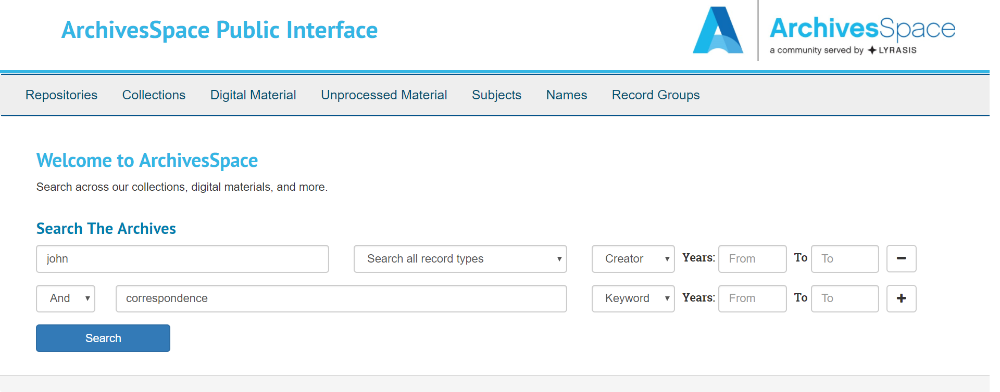 ArchivesSpace Public Interface
ArchivesSpace
a community served by LYRASIS
Repositories Collections Digital Material Unprocessed Material Subjects Names Record Groups
Welcome to ArchivesSpace
Search across our collections, digital materials, and more.
Search The Archives
john Search all record types Creator Years: From To To
And correspondence Keyword Years: From To To
Search